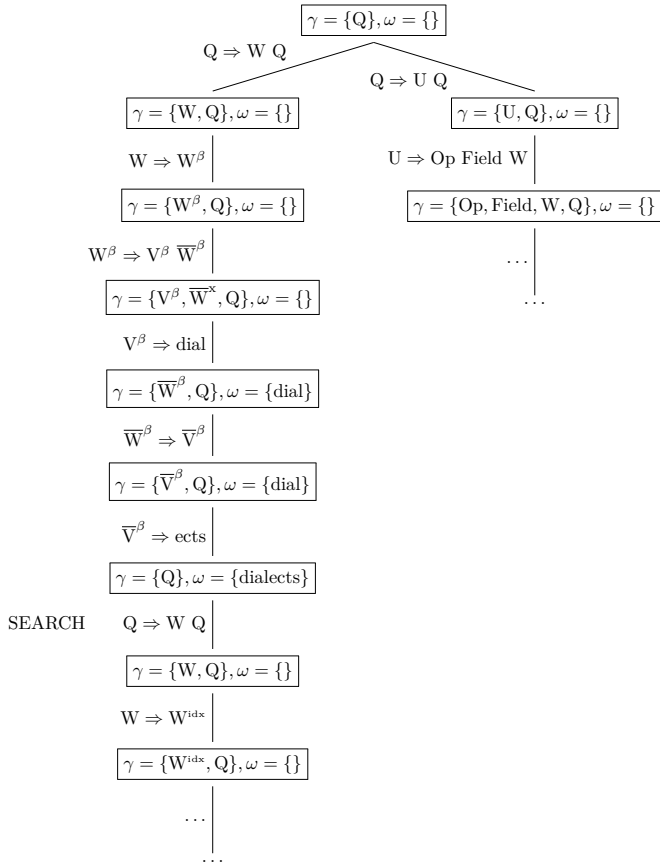 γ = {Q}, ω = {}
Q ⇒ W Q
Q ⇒ U Q
γ = {W, Q}, ω = {}
γ = {U, Q}, ω = {}
W ⇒ W^β
U ⇒ Op Field W
γ = {W^β, Q}, ω = {}
γ = {Op, Field, W, Q}, ω = {}
W^β ⇒ V^β W̅^β
...
γ = {V^β, W̅^x, Q}, ω = {}
...
V^β ⇒ dial
γ = {W̅^β, Q}, ω = {dial}
W̅^β ⇒ V̅^β
γ = {V̅^β, Q}, ω = {dial}
V̅^β ⇒ ects
γ = {Q}, ω = {dialects}
SEARCH Q ⇒ W Q
γ = {W, Q}, ω = {}
W ⇒ W^idx
γ = {W^idx, Q}, ω = {}
...
...